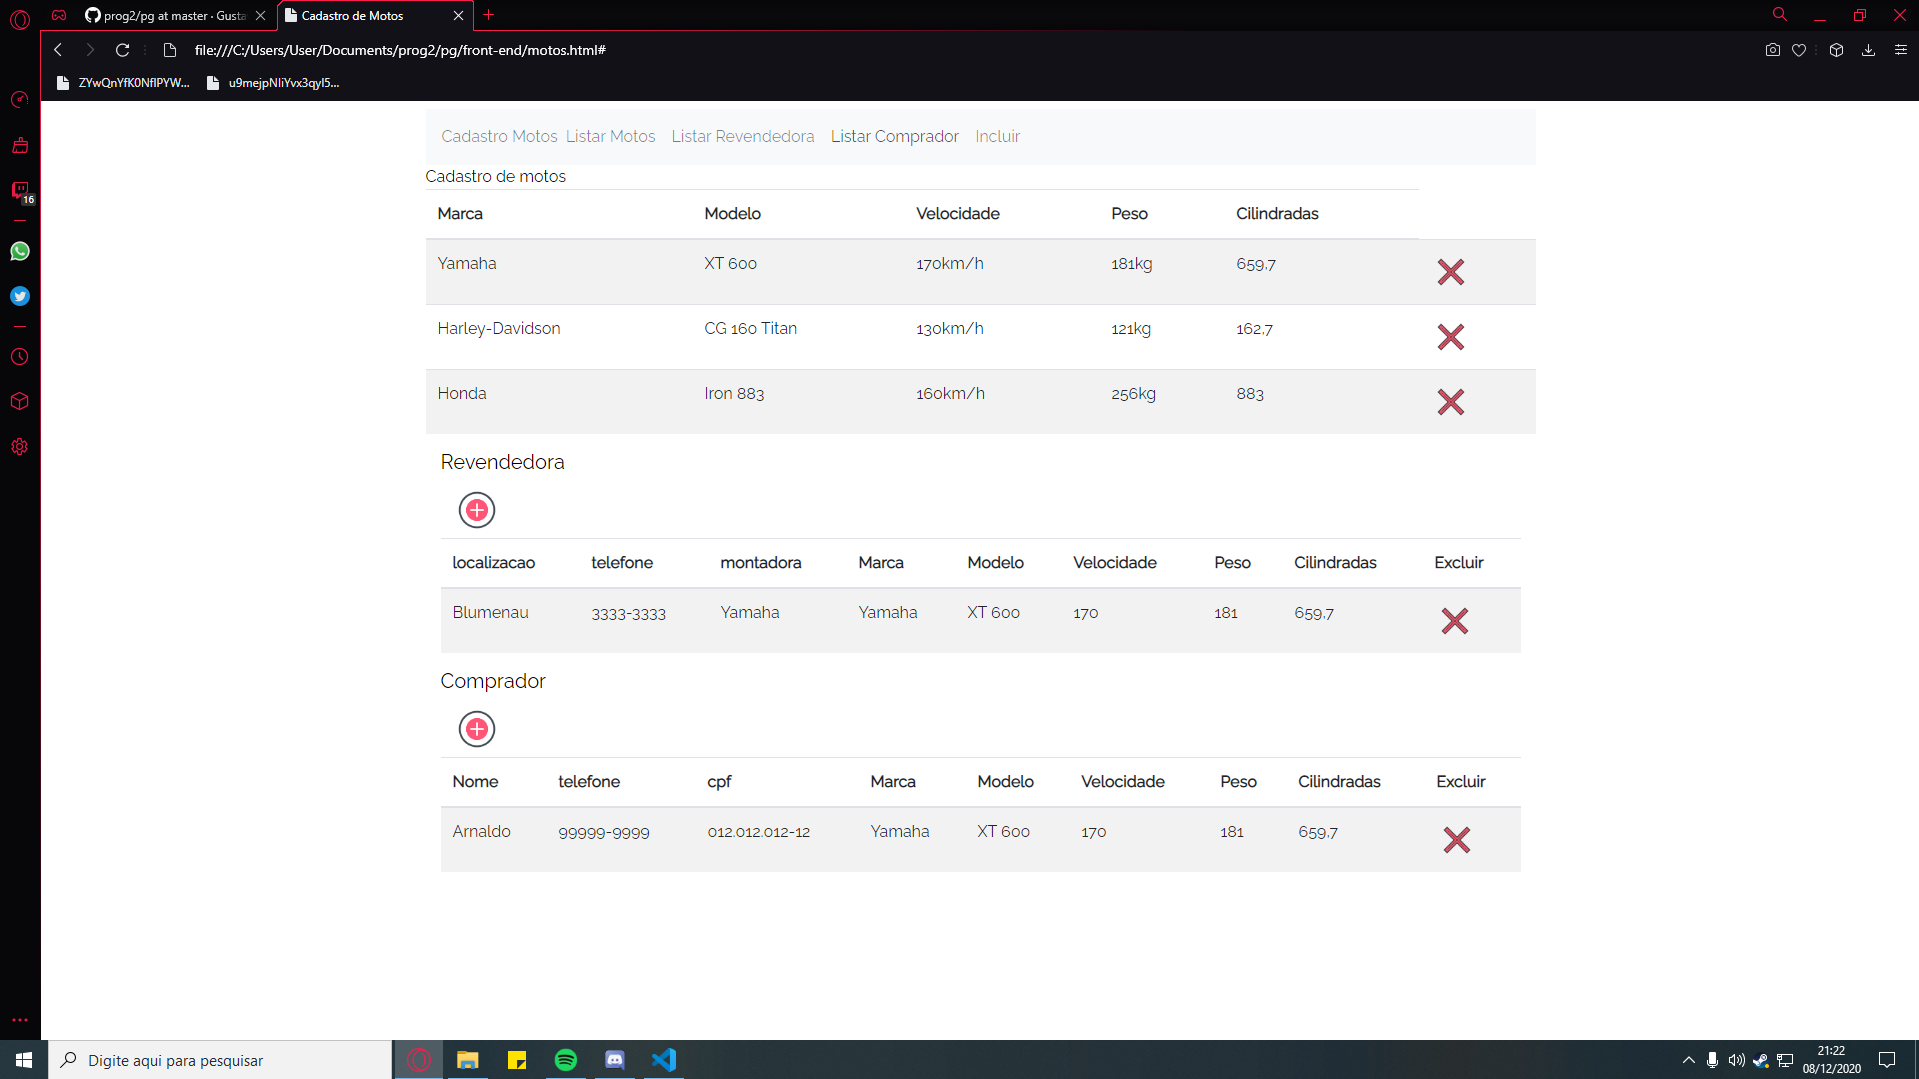 prog2/pg at master · Gusta
Cadastro de Motos
file:///C:/Users/User/Documents/prog2/pg/front-end/motos.html#
ZYwQnYfK0NflPYW... u9mejpNIiYvx3qyI5...
16
Cadastro Motos Listar Motos Listar Revendedora Listar Comprador Incluir
Cadastro de motos
Marca Modelo Velocidade Peso Cilindradas
Yamaha XT 600 170km/h 181kg 659,7
Harley-Davidson CG 160 Titan 130km/h 121kg 162,7
Honda Iron 883 160km/h 256kg 883
Revendedora
localizacao telefone montadora Marca Modelo Velocidade Peso Cilindradas Excluir
Blumenau 3333-3333 Yamaha Yamaha XT 600 170 181 659,7
Comprador
Nome telefone cpf Marca Modelo Velocidade Peso Cilindradas Excluir
Arnaldo 99999-9999 012.012.012-12 Yamaha XT 600 170 181 659,7
Digite aqui para pesquisar
21:22
08/12/2020